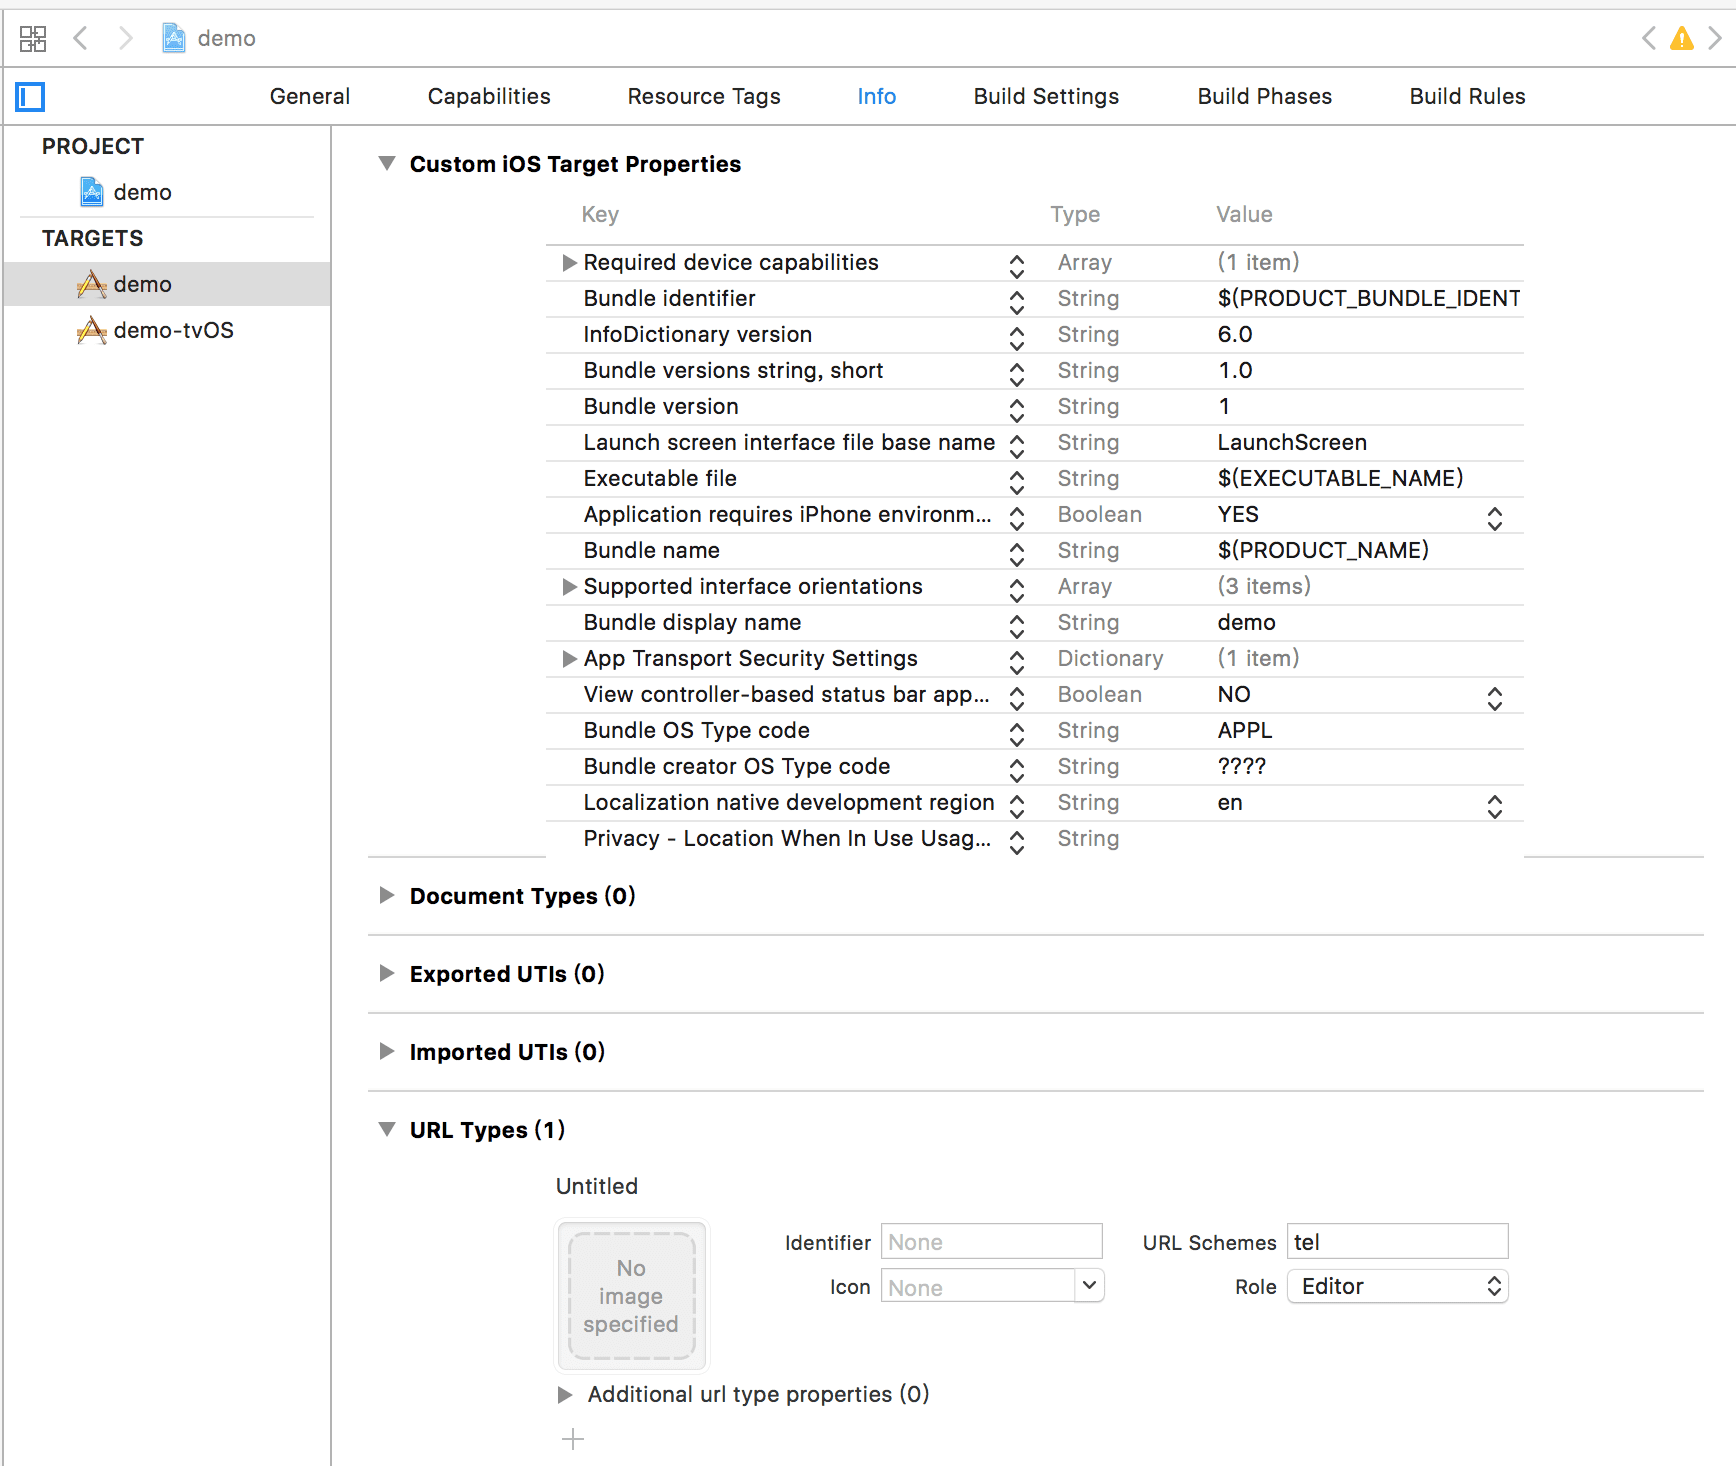 demo
General Capabilities Resource Tags Info Build Settings Build Phases Build Rules
PROJECT
demo
TARGETS
demo
demo-tvOS
Custom iOS Target Properties
Key Type Value
Required device capabilities Array (1 item)
Bundle identifier String $(PRODUCT_BUNDLE_IDENT
InfoDictionary version String 6.0
Bundle versions string, short String 1.0
Bundle version String 1
Launch screen interface file base name String LaunchScreen
Executable file String $(EXECUTABLE_NAME)
Application requires iPhone environm... Boolean YES
Bundle name String $(PRODUCT_NAME)
Supported interface orientations Array (3 items)
Bundle display name String demo
App Transport Security Settings Dictionary (1 item)
View controller-based status bar app... Boolean NO
Bundle OS Type code String APPL
Bundle creator OS Type code String ????
Localization native development region String en
Privacy - Location When In Use Usag... String
Document Types (0)
Exported UTIs (0)
Imported UTIs (0)
URL Types (1)
Untitled
No
image
specified
Identifier None URL Schemes tel
Icon None Role Editor
Additional url type properties (0)